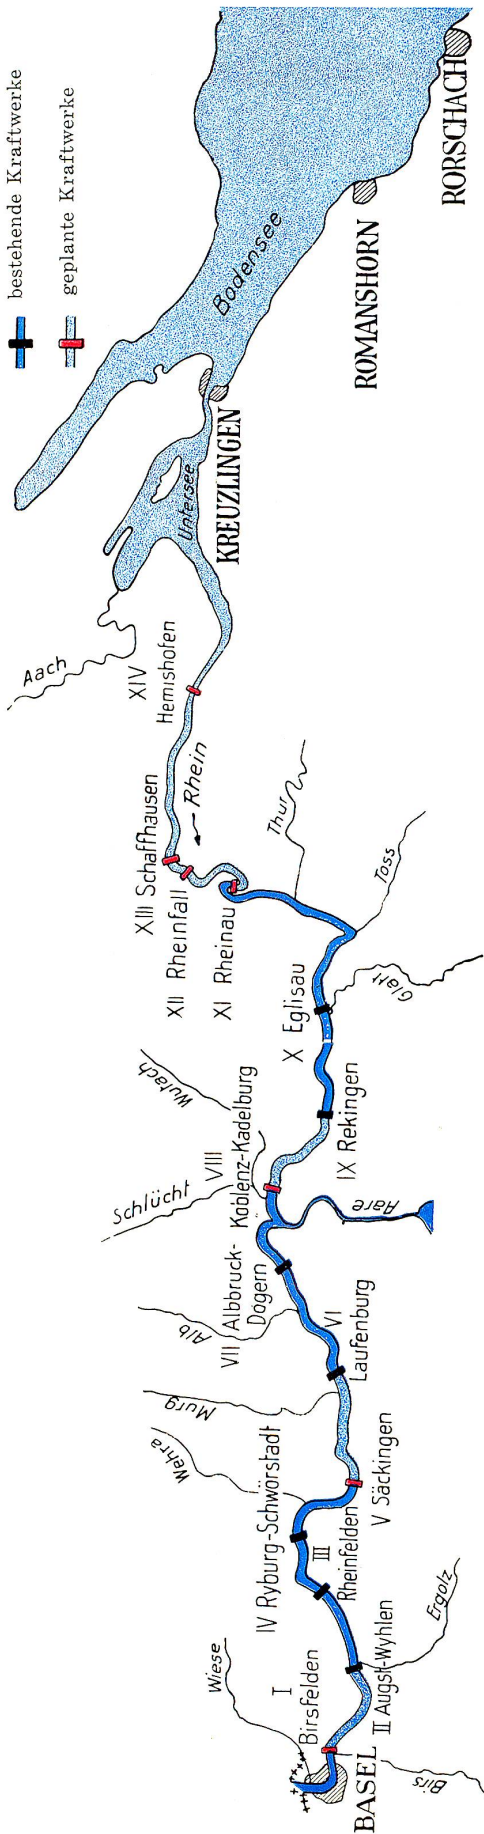 bestehende Kraftwerke
geplante Kraftwerke
Wiese
I
Birsfelden
BASEL
Birs
II Augst-Wyhlen
Ergolz
III
Rheinfelden
IV Ryburg-Schwörstadt
Wehra
V Säckingen
Murg
VI
Laufenburg
Alb
VII Albbruck-
Dogern
Schlücht
Aare
VIII
Koblenz-Kadelburg
Wutach
IX Rekingen
X Eglisau
Glatt
Toss
Thur
XI Rheinau
XII Rheinfall
XIII Schaffhausen
Rhein
XIV
Hemishofen
Aach
Untersee
KREUZLINGEN
Bodensee
ROMANSHORN
RORSCHACH